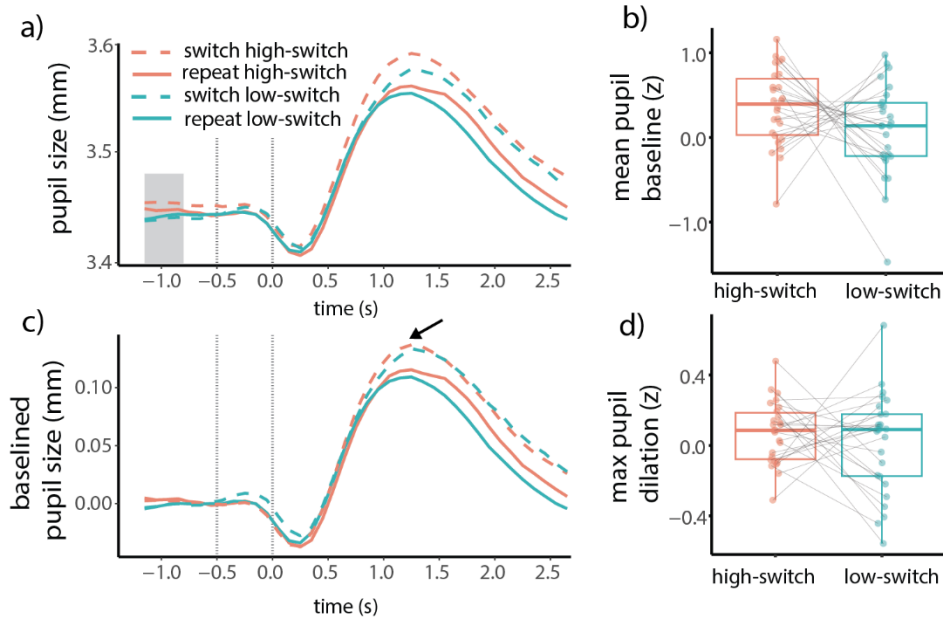 a)
3.6
3.5
3.4
pupil size (mm)
switch high-switch
repeat high-switch
switch low-switch
repeat low-switch
−1.0 −0.5 0.0 0.5 1.0 1.5 2.0 2.5
time (s)
b)
mean pupil
baseline (z)
1.0
0.0
−1.0
high-switch low-switch
c)
baselined
pupil size (mm)
0.10
0.05
0.00
−1.0 −0.5 0.0 0.5 1.0 1.5 2.0 2.5
time (s)
d)
max pupil
dilation (z)
0.4
0.0
−0.4
high-switch low-switch